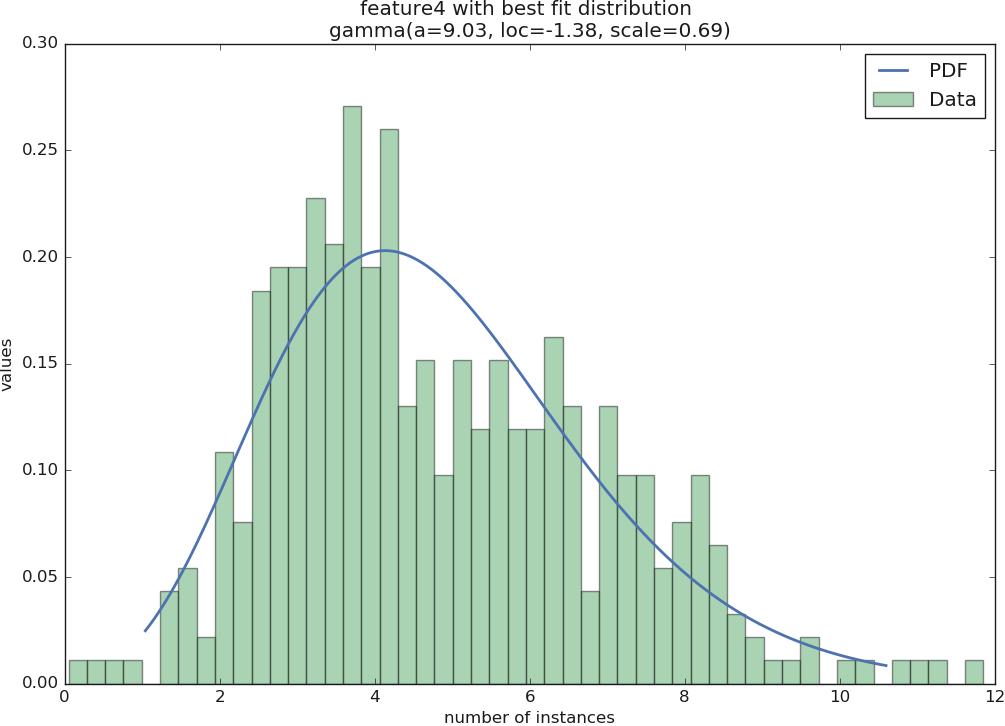 feature4 with best fit distribution
gamma(a=9.03, loc=-1.38, scale=0.69)
PDF
Data
0.30
0.25
0.20
0.15
0.10
0.05
0.00
values
0 2 4 6 8 10 12
number of instances